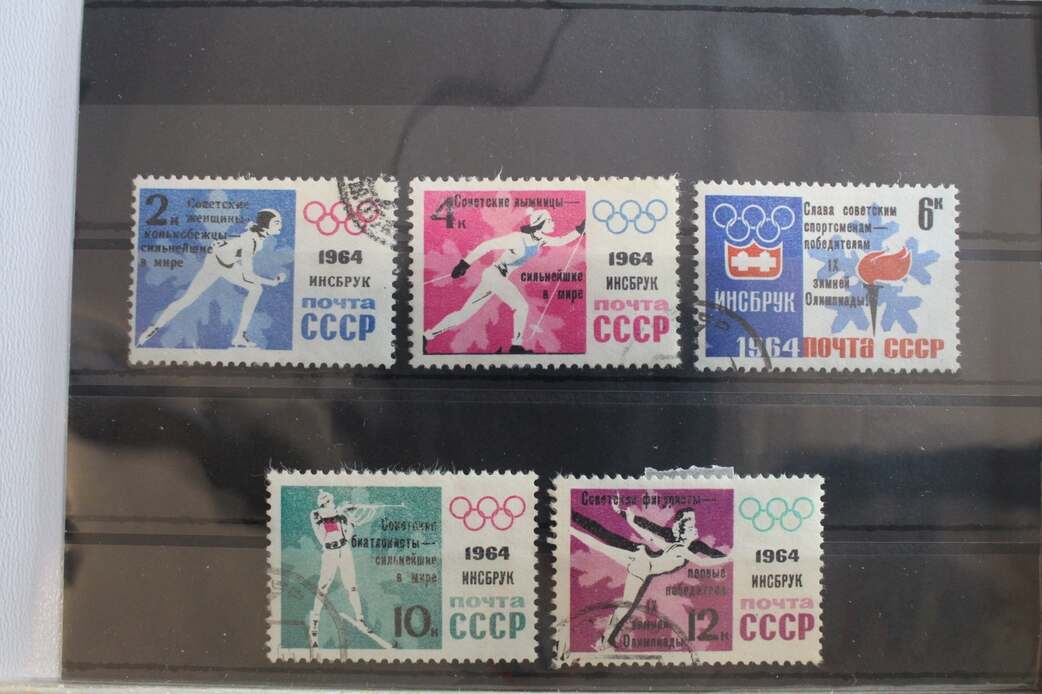 2к
Советские
женщины-
конькобежцы—
сильнейшие
в мире
1964
ИНСБРУК
почта
СССР
4к
Советские лыжницы—
сильнейшие
в мире
1964
ИНСБРУК
почта
СССР
6к
Слава советским
спортсменам—
победителям
IX
зимней
Олимпиады!
ИНСБРУК
1964 ПОЧТА СССР
Советские
биатлонисты—
сильнейшие
в мире
10к
1964
ИНСБРУК
почта
СССР
Советские фигуристы—
первые
победители
IX
зимней
Олимпиады
12к
1964
ИНСБРУК
почта
СССР